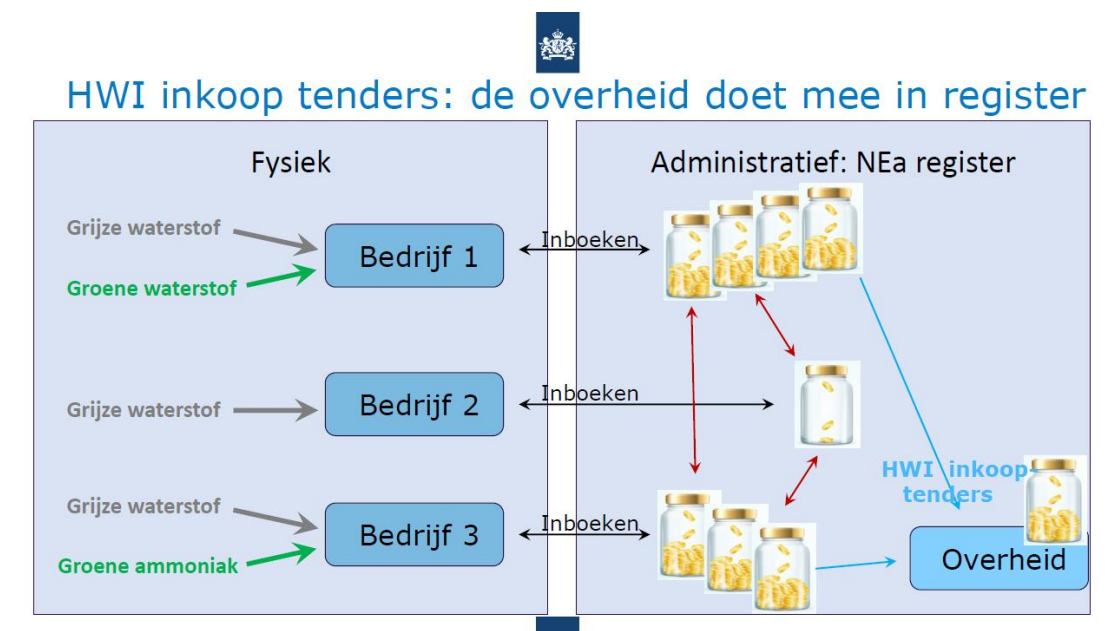 HWI inkoop tenders: de overheid doet mee in register
Fysiek
Grijze waterstof
Groene waterstof
Bedrijf 1
Grijze waterstof
Bedrijf 2
Grijze waterstof
Groene ammoniak
Bedrijf 3
Administratief: NEa register
Inboeken
Inboeken
Inboeken
HWI inkoop-
tenders
Overheid